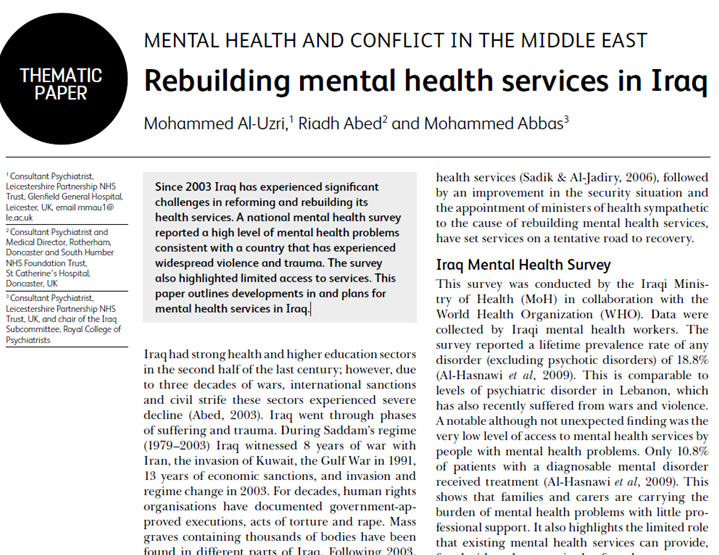 THEMATIC
PAPER
MENTAL HEALTH AND CONFLICT IN THE MIDDLE EAST
Rebuilding mental health services in Iraq
Mohammed Al-Uzri,1 Riadh Abed2 and Mohammed Abbas3
1 Consultant Psychiatrist,
Leicestershire Partnership NHS
Trust, Glenfield General Hospital,
Leicester, UK, email mmau1@
le.ac.uk
2 Consultant Psychiatrist and
Medical Director, Rotherham,
Doncaster and South Humber
NHS Foundation Trust,
St Catherine's Hospital,
Doncaster, UK
3 Consultant Psychiatrist,
Leicestershire Partnership NHS
Trust, UK, and chair of the Iraq
Subcommittee, Royal College of
Psychiatrists
Since 2003 Iraq has experienced significant
challenges in reforming and rebuilding its
health services. A national mental health survey
reported a high level of mental health problems
consistent with a country that has experienced
widespread violence and trauma. The survey
also highlighted limited access to services. This
paper outlines developments in and plans for
mental health services in Iraq.
Iraq had strong health and higher education sectors
in the second half of the last century; however, due
to three decades of wars, international sanctions
and civil strife these sectors experienced severe
decline (Abed, 2003). Iraq went through phases
of suffering and trauma. During Saddam's regime
(1979–2003) Iraq witnessed 8 years of war with
Iran, the invasion of Kuwait, the Gulf War in 1991,
13 years of economic sanctions, and invasion and
regime change in 2003. For decades, human rights
organisations have documented government-ap-
proved executions, acts of torture and rape. Mass
graves containing thousands of bodies have been
found in different parts of Iraq. Following 2003,
health services (Sadik & Al-Jadiry, 2006), followed
by an improvement in the security situation and
the appointment of ministers of health sympathetic
to the cause of rebuilding mental health services,
have set services on a tentative road to recovery.
Iraq Mental Health Survey
This survey was conducted by the Iraqi Minis-
try of Health (MoH) in collaboration with the
World Health Organization (WHO). Data were
collected by Iraqi mental health workers. The
survey reported a lifetime prevalence rate of any
disorder (excluding psychotic disorders) of 18.8%
(Al-Hasnawi et al, 2009). This is comparable to
levels of psychiatric disorder in Lebanon, which
has also recently suffered from wars and violence.
A notable although not unexpected finding was the
very low level of access to mental health services by
people with mental health problems. Only 10.8%
of patients with a diagnosable mental disorder
received treatment (Al-Hasnawi et al, 2009). This
shows that families and carers are carrying the
burden of mental health problems with little pro-
fessional support. It also highlights the limited role
that existing mental health services can provide,